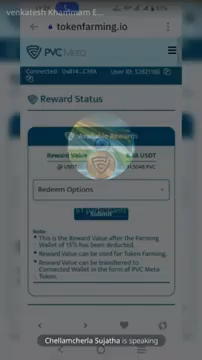 venkatesh Khammam E...
tokenfarming.io
PVC Meta
Connected: 0x814...C39A User ID: 5282166
Reward Status
Available Rewards
Reward Value USDT
@ USDT PVC
Redeem Options
Submit
Note:
* This is the Reward Value after the Farming
Wallet of 15% has been deducted.
* Reward Value can be used for Token Farming.
* Reward Value can be transferred to
Connected Wallet in the form of PVC Meta
Token.
Chellamcherla Sujatha is speaking